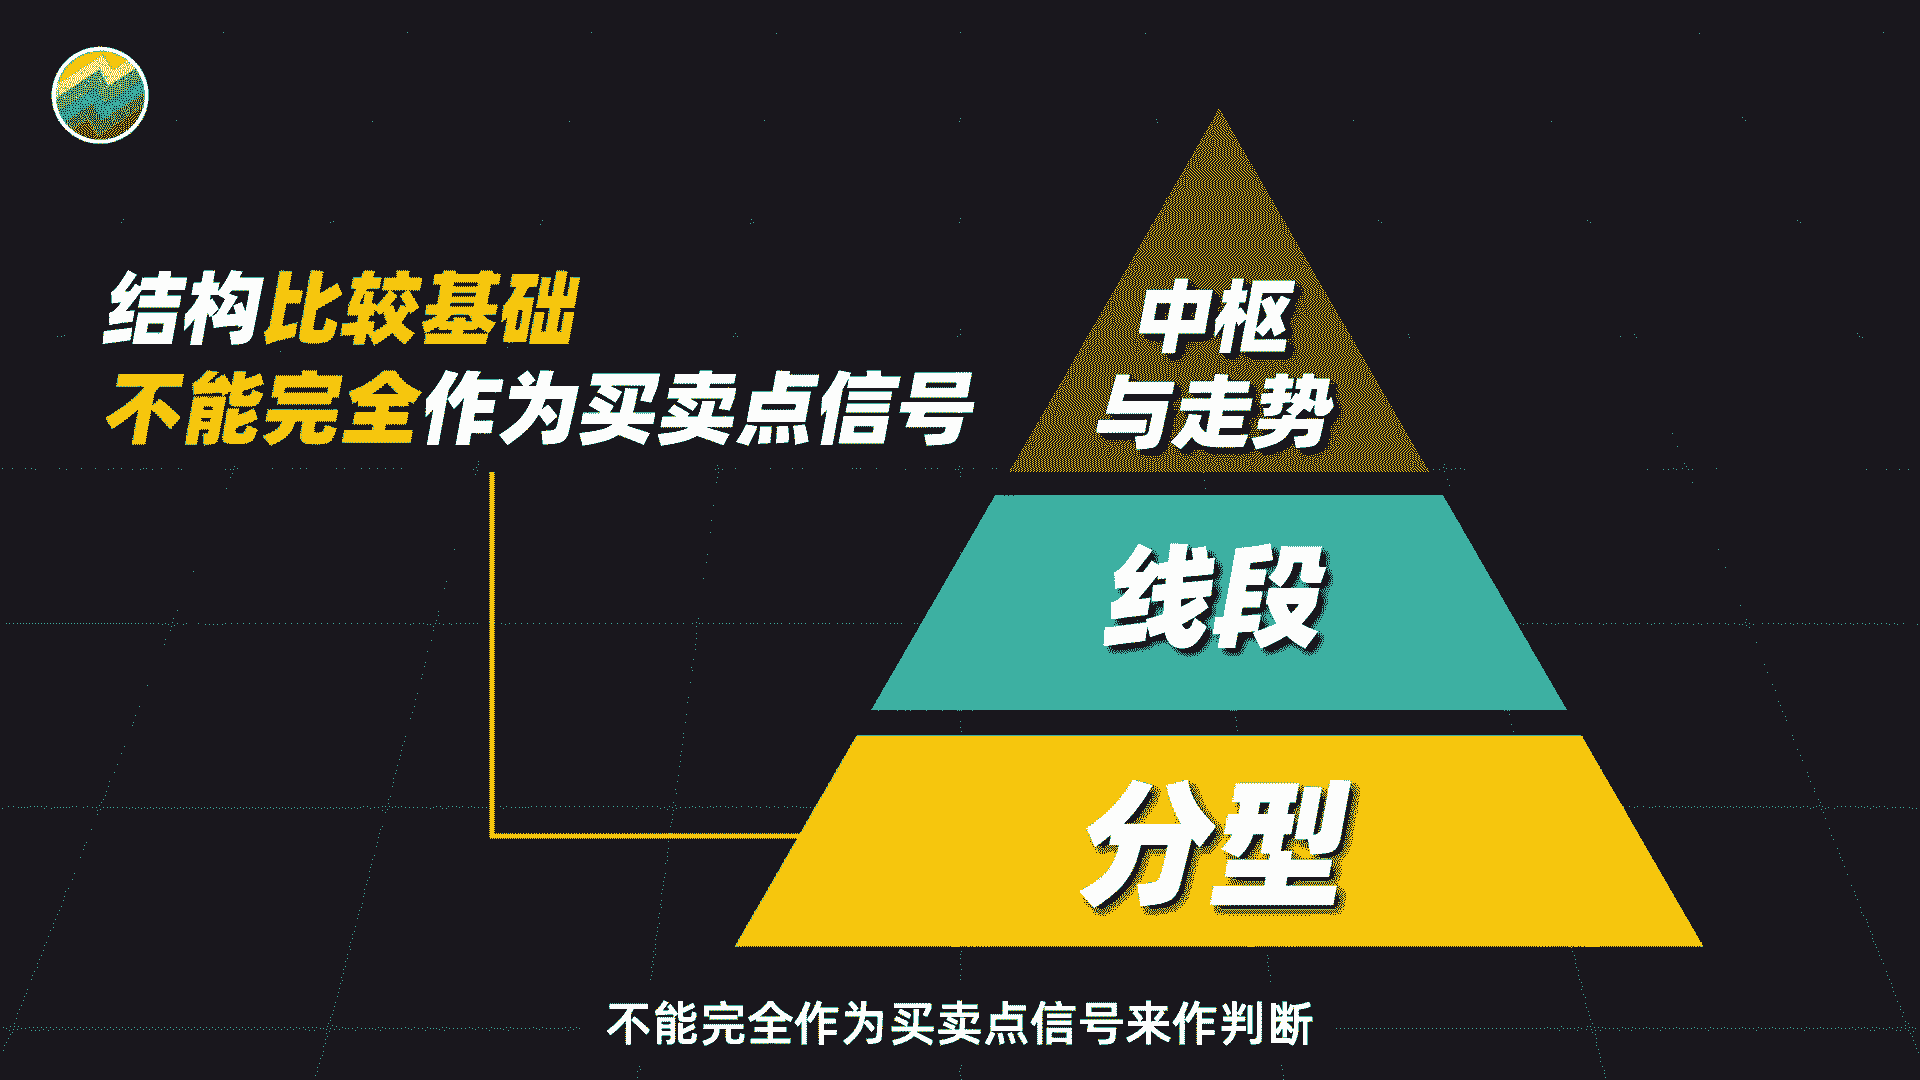 结构比较基础
不能完全作为买卖点信号
中枢
与走势
线段
分型
不能完全作为买卖点信号来作判断